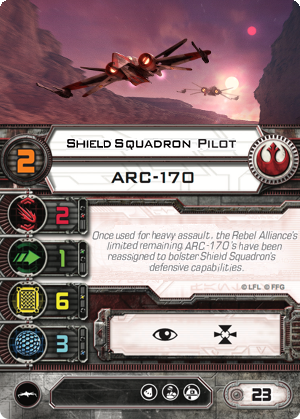 SHIELD SQUADRON PILOT
2
ARC-170
2
1
6
3
Once used for heavy assault, the Rebel Alliance's
limited remaining ARC-170's have been
reassigned to bolster Shield Squadron's
defensive capabilities.
© LFL © FFG
23